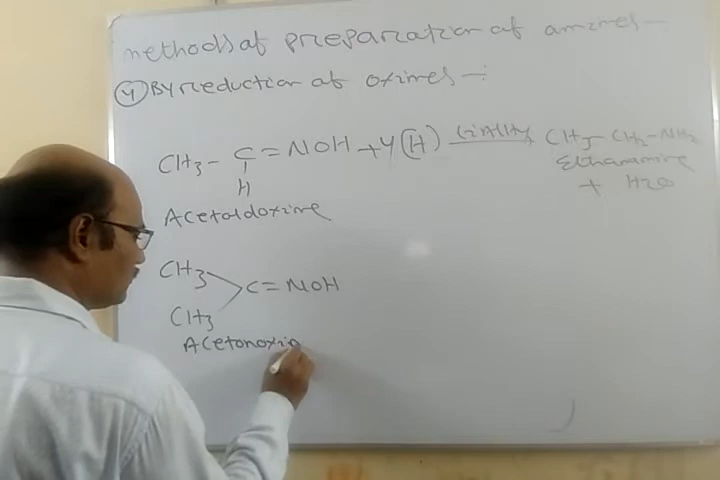 methods of preparation of amines -
(4) By reduction of oximes -:
CH3 - C = NOH + 4(H) LiAlH4 CH3 - CH2 - NH2
H
Ethanamine
+ H2O
Acetaldoxime
CH3
C = NOH
CH3
Acetonoxim